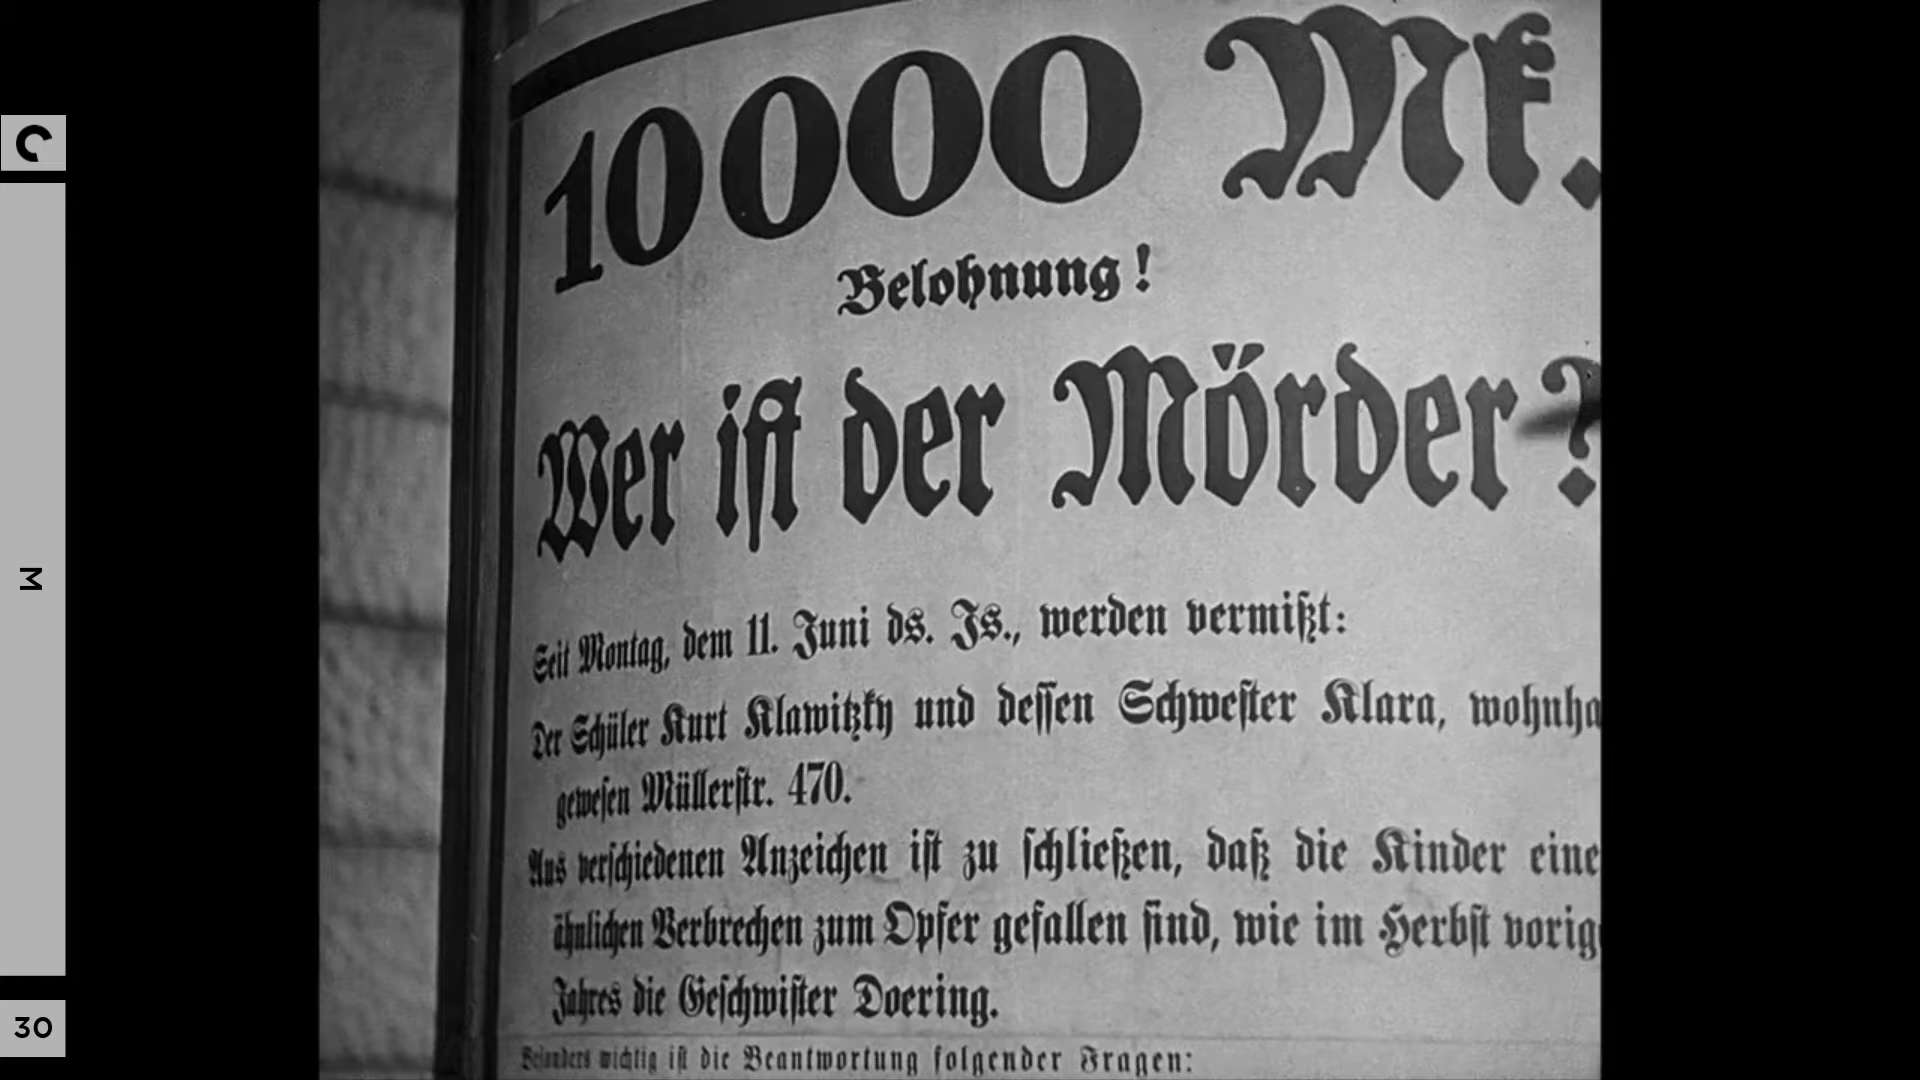 10000 Mk.
Belohnung!
Wer ist der Mörder?
Seit Montag, dem 11. Juni ds. Js., werden vermißt:
Der Schüler Kurt Klawitzky und dessen Schwester Klara, wohnha
gewesen Müllerstr. 470.
Aus verschiedenen Anzeichen ist zu schließen, daß die Kinder eine
ähnlichen Verbrechen zum Opfer gefallen sind, wie im Herbst vorig
Jahres die Geschwister Doering.
Besonders wichtig ist die Beantwortung folgender Fragen:
M
30